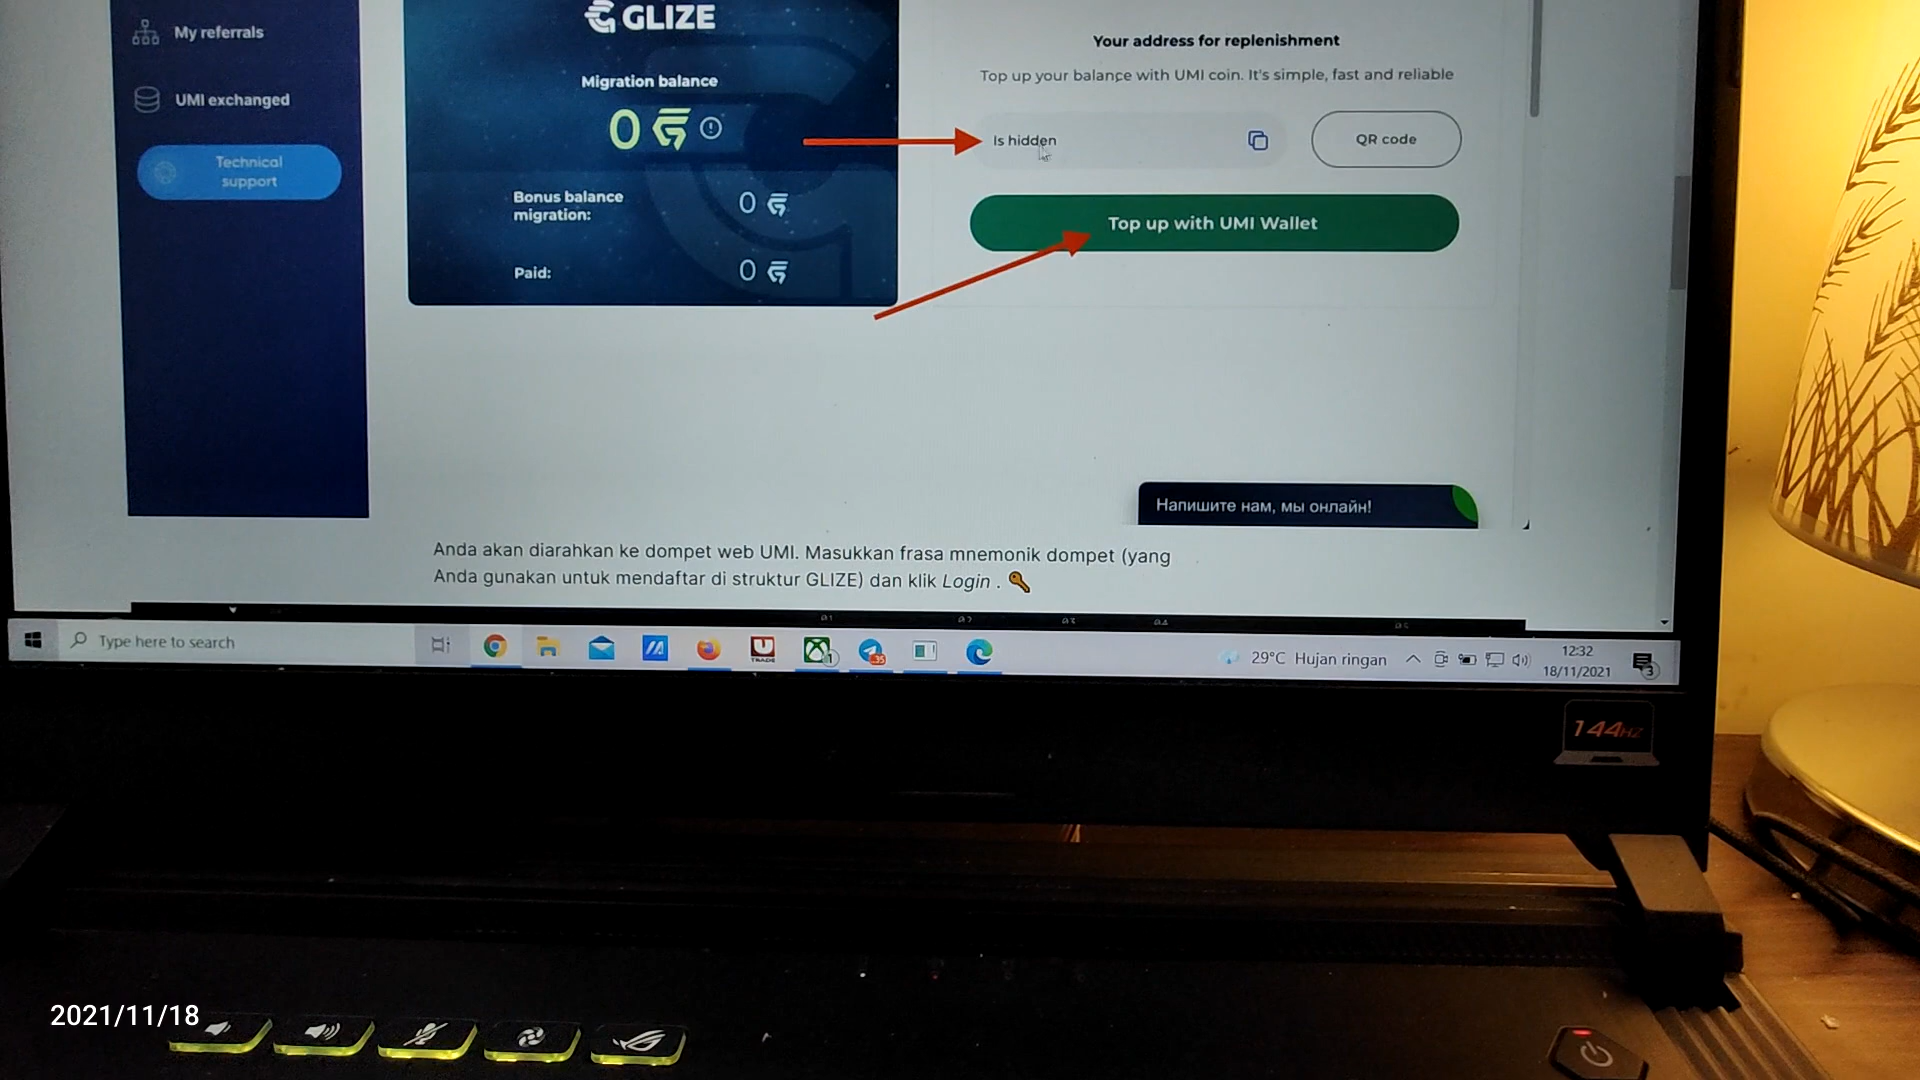 My referrals
UMI exchanged
Technical
support
GLIZE
Migration balance
0
Bonus balance
migration:
0
Paid:
0
Your address for replenishment
Top up your balance with UMI coin. It's simple, fast and reliable
Is hidden
QR code
Top up with UMI Wallet
Напишите нам, мы онлайн!
Anda akan diarahkan ke dompet web UMI. Masukkan frasa mnemonik dompet (yang
Anda gunakan untuk mendaftar di struktur GLIZE) dan klik Login .
Type here to search
U
TRADE
1
35
29°C Hujan ringan
12:32
18/11/2021
3
144Hz
2021/11/18